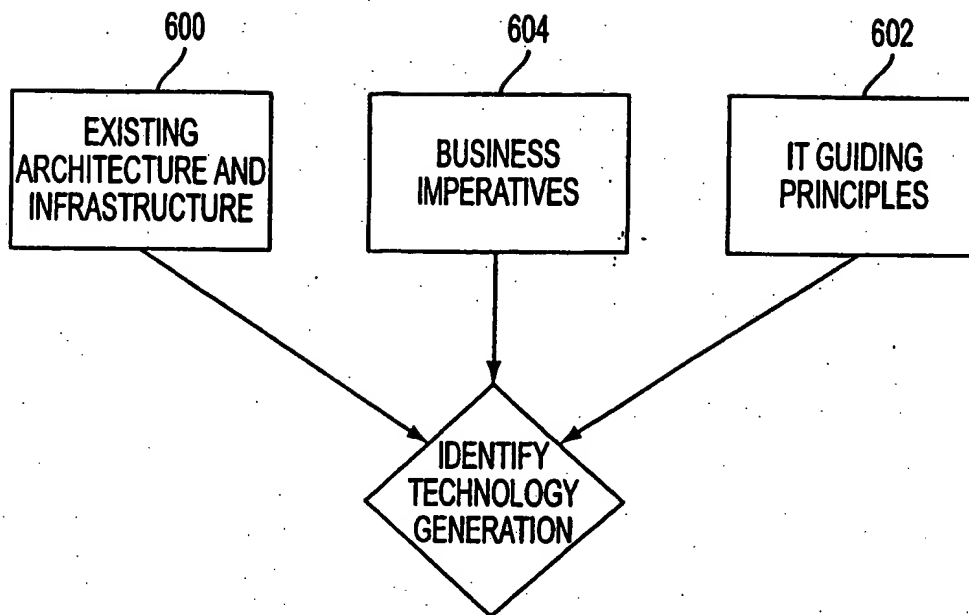 600
604
602
EXISTING
ARCHITECTURE AND
INFRASTRUCTURE
BUSINESS
IMPERATIVES
IT GUIDING
PRINCIPLES
IDENTIFY
TECHNOLOGY
GENERATION